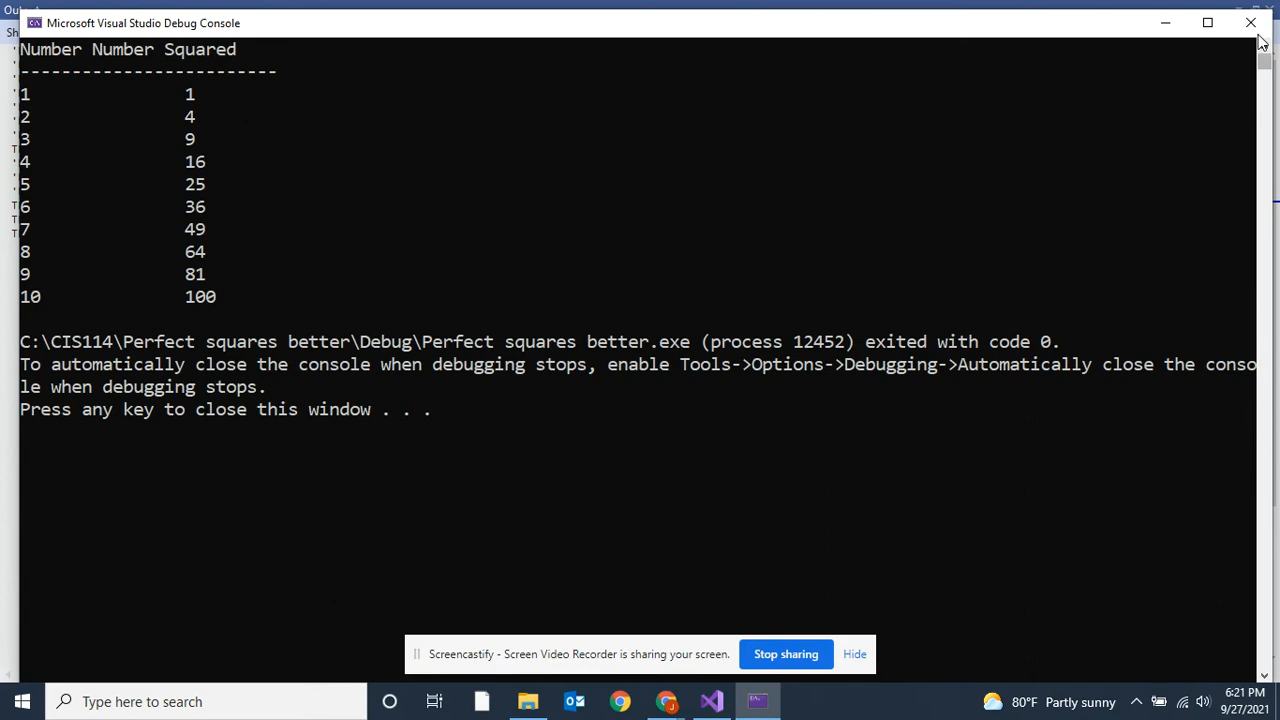 Microsoft Visual Studio Debug Console
Number Number Squared
-------------------------
1 1
2 4
3 9
4 16
5 25
6 36
7 49
8 64
9 81
10 100
C:\CIS114\Perfect squares better\Debug\Perfect squares better.exe (process 12452) exited with code 0.
To automatically close the console when debugging stops, enable Tools->Options->Debugging->Automatically close the conso
le when debugging stops.
Press any key to close this window . . .
Screencastify - Screen Video Recorder is sharing your screen. Stop sharing Hide
Type here to search
80°F Partly sunny
6:21 PM
9/27/2021